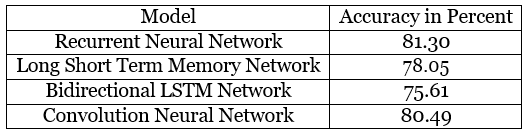 Model Accuracy in Percent
Recurrent Neural Network 81.30
Long Short Term Memory Network 78.05
Bidirectional LSTM Network 75.61
Convolution Neural Network 80.49